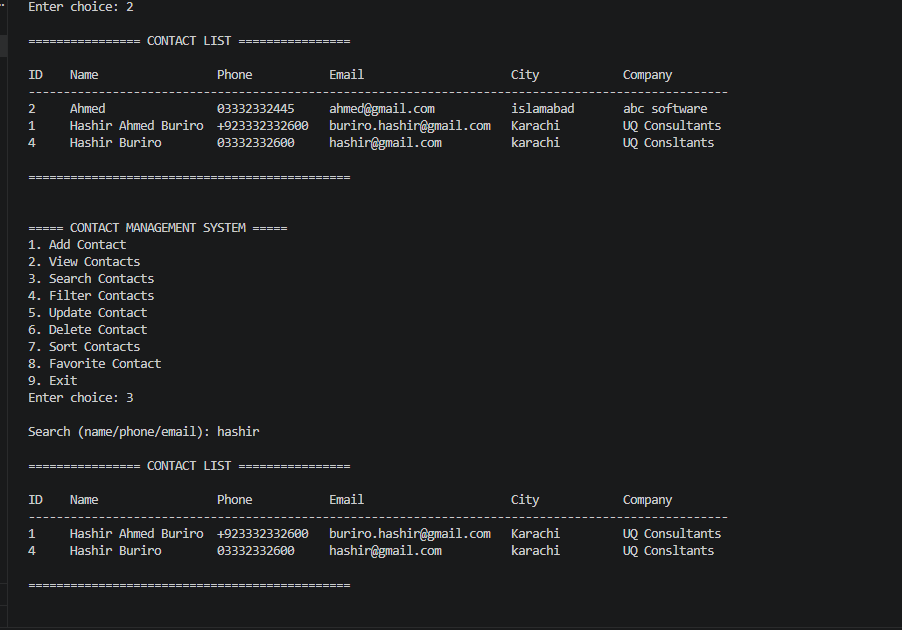 Enter choice: 2
================ CONTACT LIST ================
ID    Name                 Phone           Email                     City            Company
----------------------------------------------------------------------------------------------------
2     Ahmed                03332332445     ahmed@gmail.com           islamabad       abc software
1     Hashir Ahmed Buriro  +923332332600   buriro.hashir@gmail.com   Karachi         UQ Consultants
4     Hashir Buriro        03332332600     hashir@gmail.com          karachi         UQ Consltants
==============================================
===== CONTACT MANAGEMENT SYSTEM =====
1. Add Contact
2. View Contacts
3. Search Contacts
4. Filter Contacts
5. Update Contact
6. Delete Contact
7. Sort Contacts
8. Favorite Contact
9. Exit
Enter choice: 3
Search (name/phone/email): hashir
================ CONTACT LIST ================
ID    Name                 Phone           Email                     City            Company
----------------------------------------------------------------------------------------------------
1     Hashir Ahmed Buriro  +923332332600   buriro.hashir@gmail.com   Karachi         UQ Consultants
4     Hashir Buriro        03332332600     hashir@gmail.com          karachi         UQ Consltants
==============================================